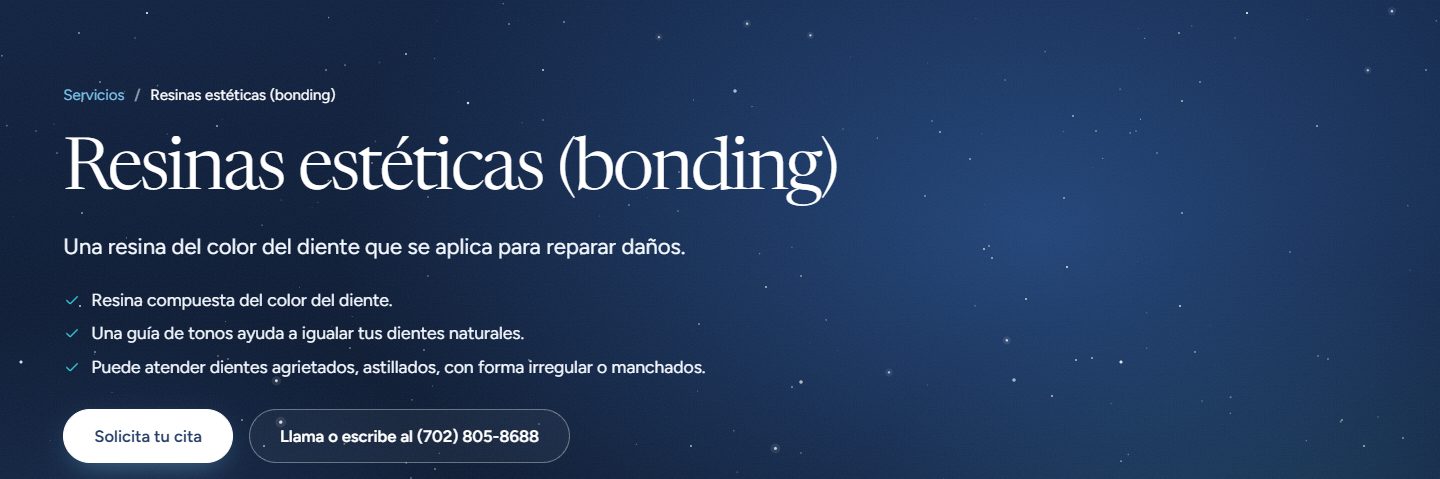 Servicios / Resinas estéticas (bonding)
Resinas estéticas (bonding)
Una resina del color del diente que se aplica para reparar daños.
Resina compuesta del color del diente.
Una guía de tonos ayuda a igualar tus dientes naturales.
Puede atender dientes agrietados, astillados, con forma irregular o manchados.
Solicita tu cita
Llama o escribe al (702) 805-8688